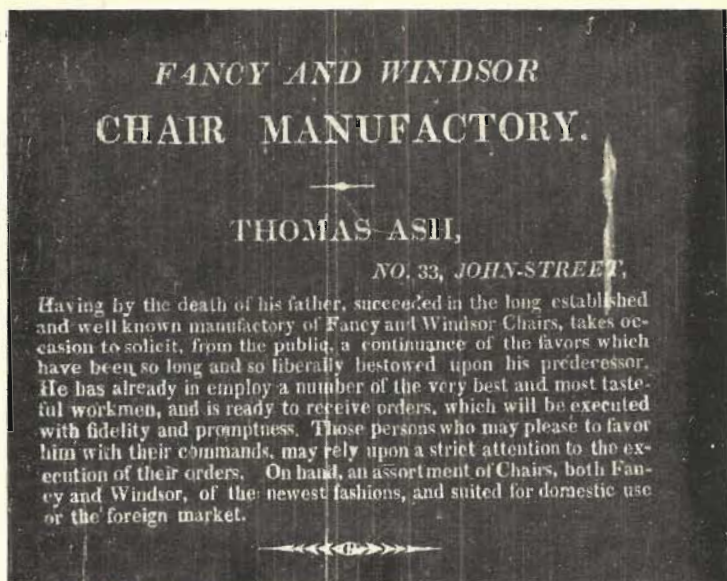 FANCY AND WINDSOR
CHAIR MANUFACTORY.
THOMAS ASH,
NO. 33, JOHN-STREET,
Having by the death of his father, succeeded in the long established
and well known manufactory of Fancy and Windsor Chairs, takes oc-
casion to solicit, from the public, a continuance of the favors which
have been so long and so liberally bestowed upon his predecessor.
He has already in employ a number of the very best and most taste-
ful workmen, and is ready to receive orders, which will be executed
with fidelity and promptness. Those persons who may please to favor
him with their commands, may rely upon a strict attention to the ex-
ecution of their orders. On hand, an assortment of Chairs, both Fan-
cy and Windsor, of the newest fashions, and suited for domestic use
or the foreign market.